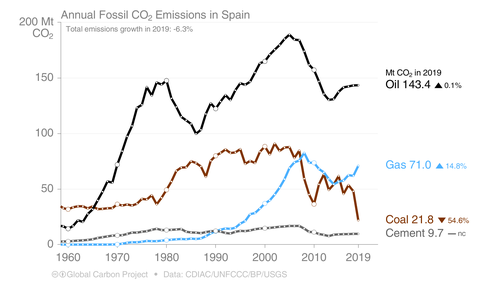 Annual Fossil CO₂ Emissions in Spain
200 Mt
CO₂
Total emissions growth in 2019: -6.3%
150
100
50
0
1960 1970 1980 1990 2000 2010 2019
Mt CO₂ in 2019
Oil 143.4 ▲ 0.1%
Gas 71.0 ▲ 14.8%
Coal 21.8 ▼ 54.6%
Cement 9.7 — nc
Global Carbon Project • Data: CDIAC/UNFCCC/BP/USGS